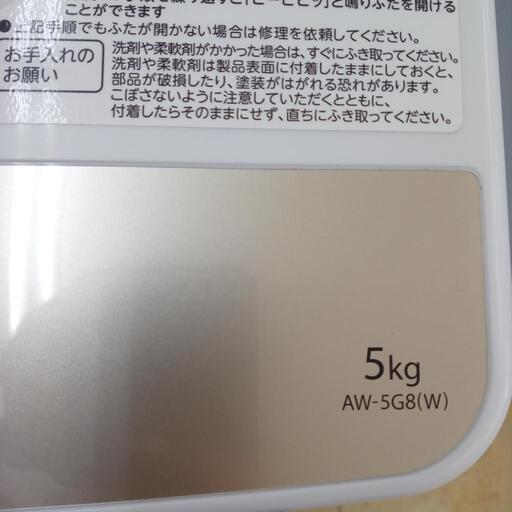 ことができます
●上記手順でもふたが開かない場合は修理を依頼してください。
お手入れの
お願い
洗剤や柔軟剤がかかった場合は、すぐにふき取ってください。
洗剤や柔軟剤は製品表面に付着したままにしておくと、
部品が破損したり、塗装がはがれる恐れがあります。
こぼさないように注意していただくとともに、
付着したらそのままにせず、直ちにふき取ってください。
5kg
AW-5G8(W)